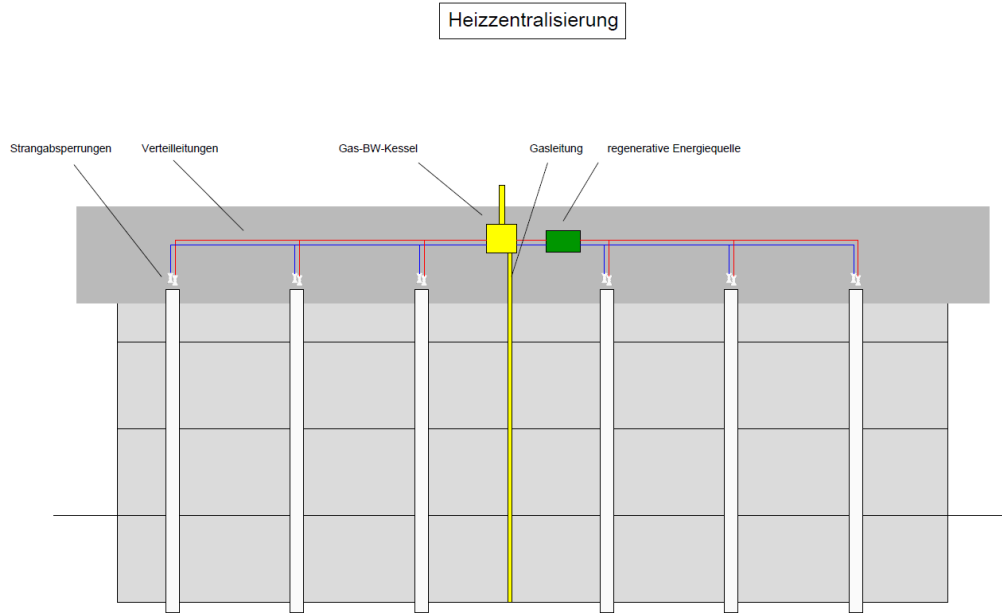 Heizzentralisierung
Strangabsperrungen
Verteilleitungen
Gas-BW-Kessel
Gasleitung
regenerative Energiequelle